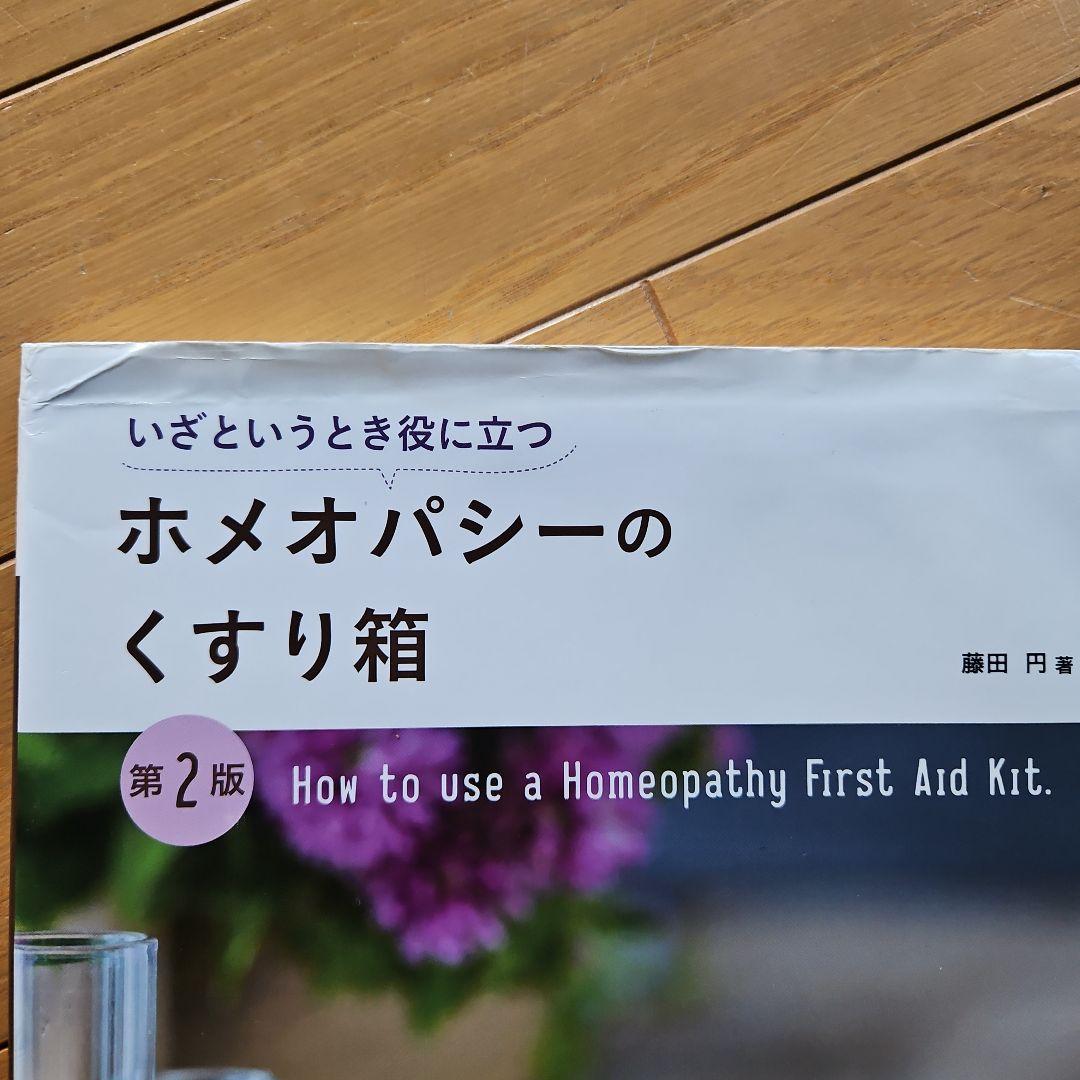 いざというとき役に立つ
ホメオパシーの
くすり箱
藤田 円 著
第2版
How to use a Homeopathy First Aid Kit.